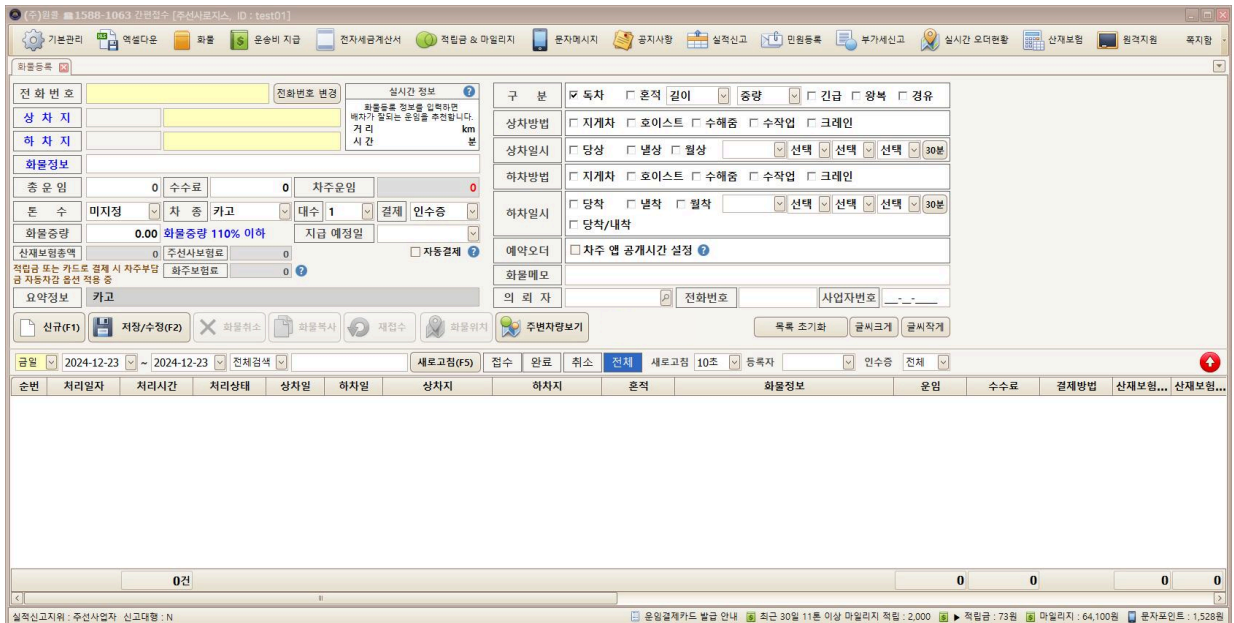 (주)원콜 ☎1588-1063 간편접수 [주선사로지스, ID : test01]
기본관리 엑셀다운 화물 운송비 지급 전자세금계산서 적립금 & 마일리지 문자메시지 공지사항 실적신고 민원등록 부가세신고 실시간 오더현황 산재보험 원격지원 쪽지함
화물등록
전 화 번 호 전화번호 변경 실시간 정보
화물등록 정보를 입력하면
배차가 잘되는 운임을 추천합니다.
상 차 지 거 리 km
하 차 지 시 간 분
화물정보
총 운 임 0 수수료 0 차주운임 0
톤 수 미지정 차 종 카고 대수 1 결제 인수증
화물중량 0.00 화물중량 110% 이하 지급 예정일
산재보험총액 0 주선사보험료 0 자동결제
적립금 또는 카드로 결제 시 차주부담
금 자동차감 옵션 적용 중 화주보험료 0
요약정보 카고
구 분 독차 혼적 길이 중량 긴급 왕복 경유
상차방법 지게차 호이스트 수해줌 수작업 크레인
상차일시 당상 낼상 월상 선택 선택 선택 30분
하차방법 지게차 호이스트 수해줌 수작업 크레인
하차일시 당착 낼착 월착 선택 선택 선택 30분
당착/내착
예약오더 차주 앱 공개시간 설정
화물메모
의 뢰 자 전화번호 사업자번호 __-_-____
신규(F1) 저장/수정(F2) 화물취소 화물복사 재접수 화물위치 주변차량보기 목록 초기화 글씨크게 글씨작게
금일 2024-12-23 ~ 2024-12-23 전체검색 새로고침(F5) 접수 완료 취소 전체 새로고침 10초 등록자 인수증 전체
순번 처리일자 처리시간 처리상태 상차일 하차일 상차지 하차지 혼적 화물정보 운임 수수료 결제방법 산재보험... 산재보험...
0건 0 0 0 0
실적신고지위 : 주선사업자 신고대행 : N 운임결제카드 발급 안내 최근 30일 11톤 이상 마일리지 적립 : 2,000 ▶ 적립금 : 73원 마일리지 : 64,100원 문자포인트 : 1,528원